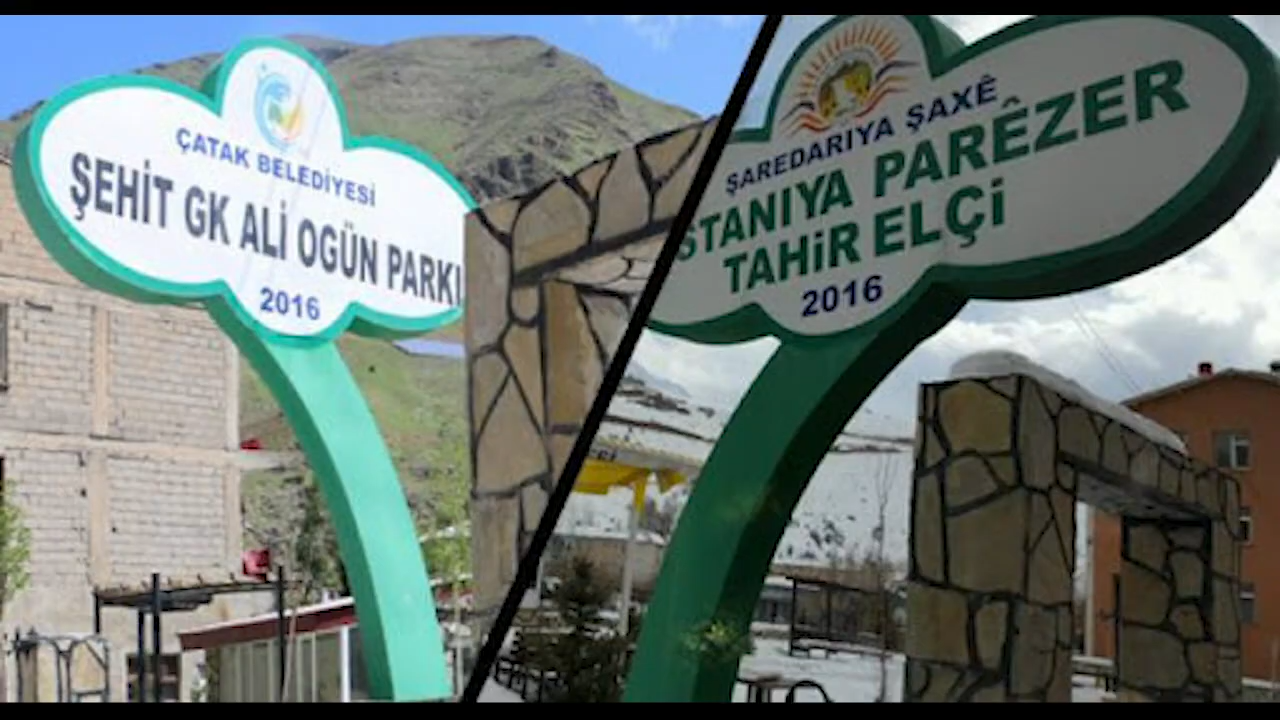 ÇATAK BELEDİYESİ
ŞEHİT GK ALİ OGÜN PARKI
2016
ŞAREDARIYA ŞAXÊ
STANIYA PARÊZER
TAHiR ELÇi
2016